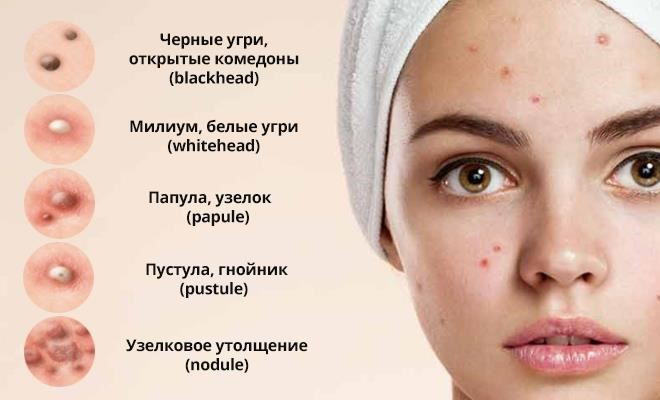 Черные угри,
открытые комедоны
(blackhead)
Милиум, белые угри
(whitehead)
Папула, узелок
(papule)
Пустула, гнойник
(pustule)
Узелковое утолщение
(nodule)